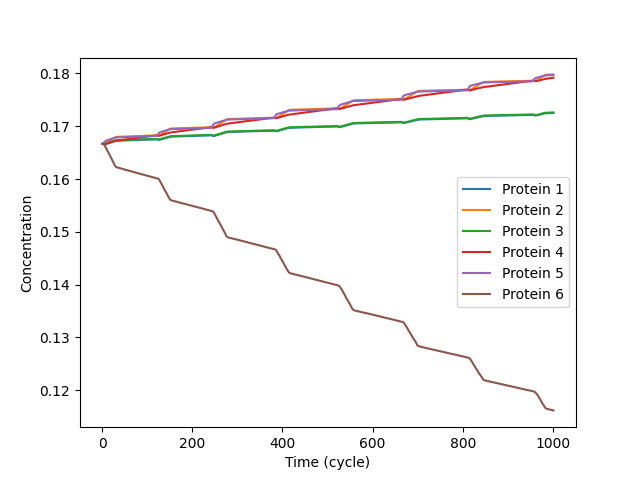 0.18
0.17
0.16
0.15
0.14
0.13
0.12
Concentration
Protein 1
Protein 2
Protein 3
Protein 4
Protein 5
Protein 6
0 200 400 600 800 1000
Time (cycle)